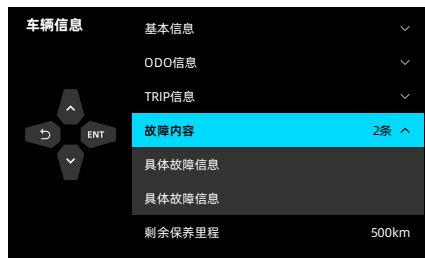 车辆信息
基本信息
ODO信息
TRIP信息
故障内容 2条
ENT
具体故障信息
具体故障信息
剩余保养里程 500km